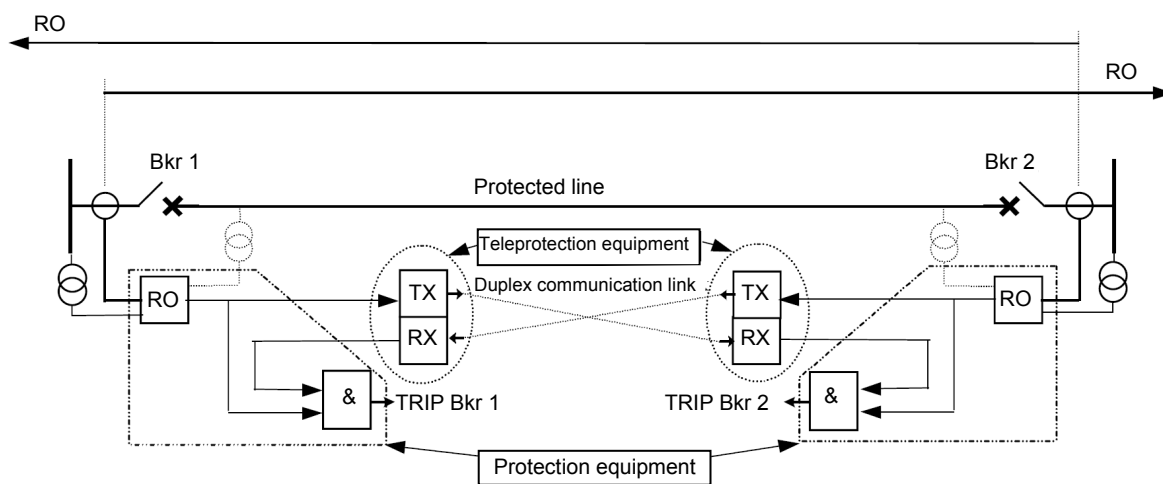 RO
RO
Bkr 1
Bkr 2
Protected line
Teleprotection equipment
Duplex communication link
RO
TX
TX
RO
RX
RX
&
TRIP Bkr 1
TRIP Bkr 2
&
Protection equipment